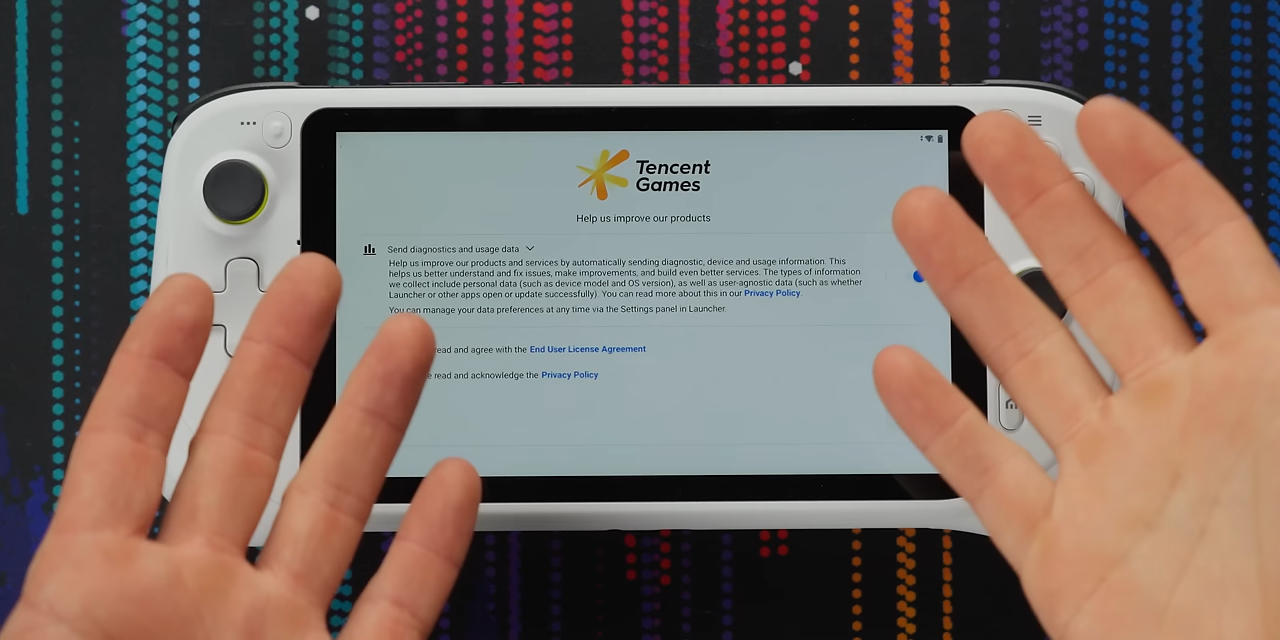 Tencent
Games
Help us improve our products
Send diagnostics and usage data
Help us improve our products and services by automatically sending diagnostic, device and usage information. This
helps us better understand and fix issues, make improvements, and build even better services. The types of information
we collect include personal data (such as device model and OS version), as well as user-agnostic data (such as whether
Launcher or other apps open or update successfully). You can read more about this in our Privacy Policy.
You can manage your data preferences at any time via the Settings panel in Launcher.
read and agree with the End User License Agreement
read and acknowledge the Privacy Policy